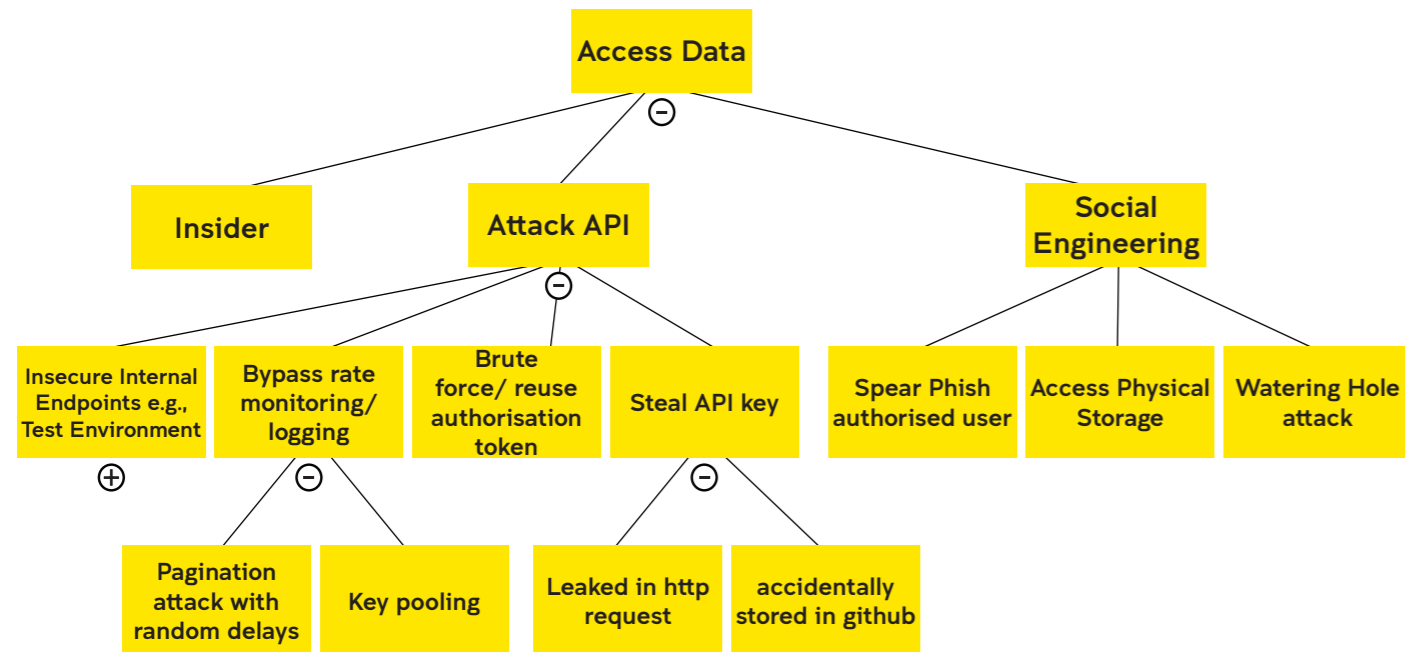 Access Data
Insider
Attack API
Social
Engineering
Insecure Internal
Endpoints e.g.,
Test Environment
Bypass rate
monitoring/
logging
Brute
force/ reuse
authorisation
token
Steal API key
Spear Phish
authorised user
Access Physical
Storage
Watering Hole
attack
Pagination
attack with
random delays
Key pooling
Leaked in http
request
accidentally
stored in github